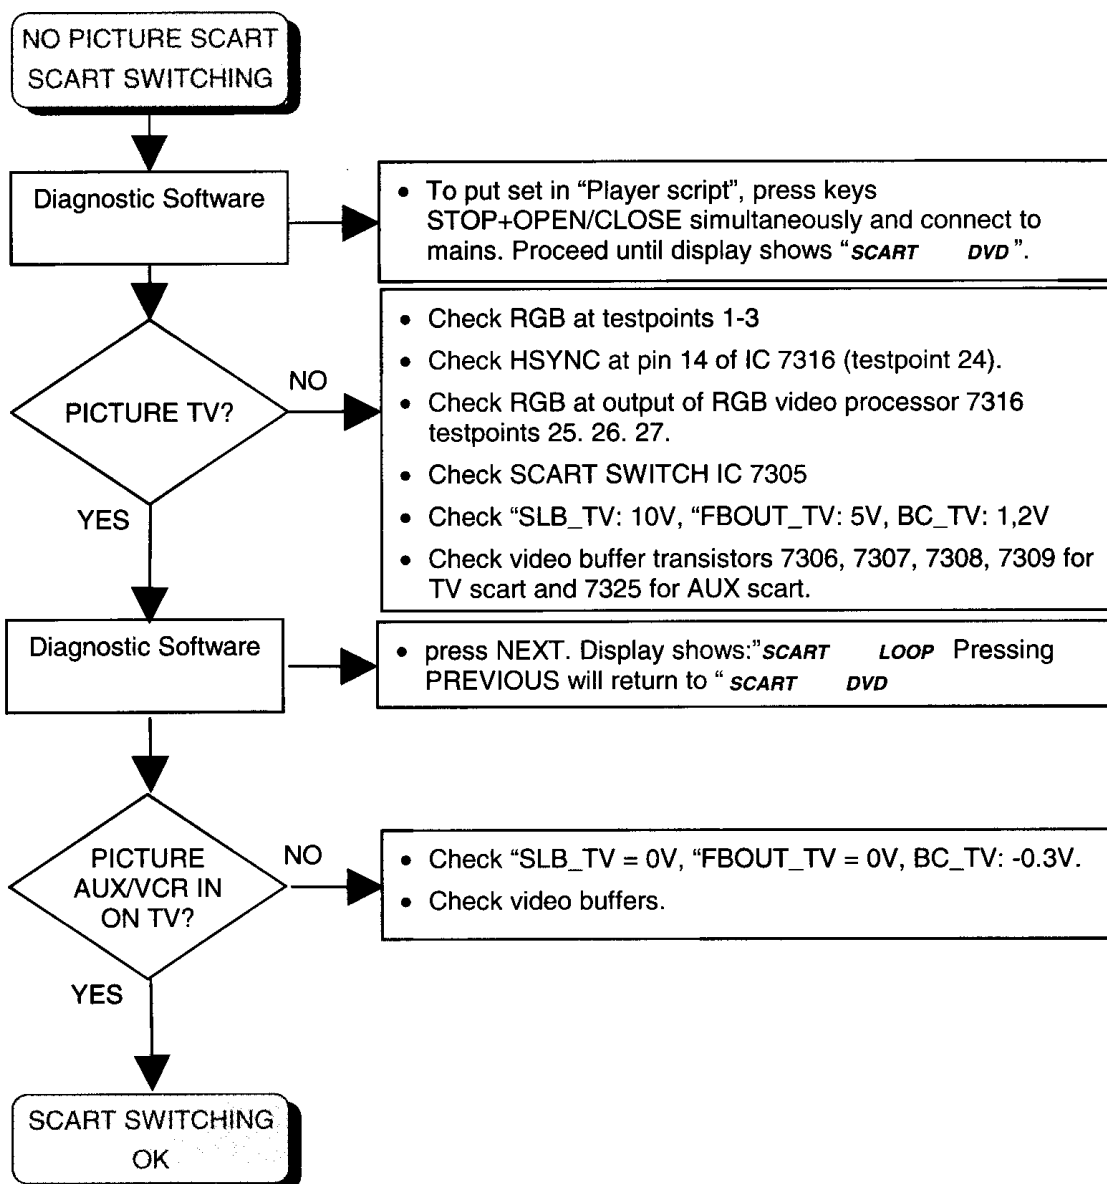 NO PICTURE SCART
SCART SWITCHING
Diagnostic Software
• To put set in “Player script”, press keys
STOP+OPEN/CLOSE simultaneously and connect to
mains. Proceed until display shows “SCART DVD”.
PICTURE TV?
NO
YES
• Check RGB at testpoints 1-3
• Check HSYNC at pin 14 of IC 7316 (testpoint 24).
• Check RGB at output of RGB video processor 7316
testpoints 25. 26. 27.
• Check SCART SWITCH IC 7305
• Check “SLB_TV: 10V, “FBOUT_TV: 5V, BC_TV: 1,2V
• Check video buffer transistors 7306, 7307, 7308, 7309 for
TV scart and 7325 for AUX scart.
Diagnostic Software
• press NEXT. Display shows:”SCART LOOP Pressing
PREVIOUS will return to “ SCART DVD
PICTURE
AUX/VCR IN
ON TV?
NO
YES
• Check “SLB_TV = 0V, “FBOUT_TV = 0V, BC_TV: -0.3V.
• Check video buffers.
SCART SWITCHING
OK